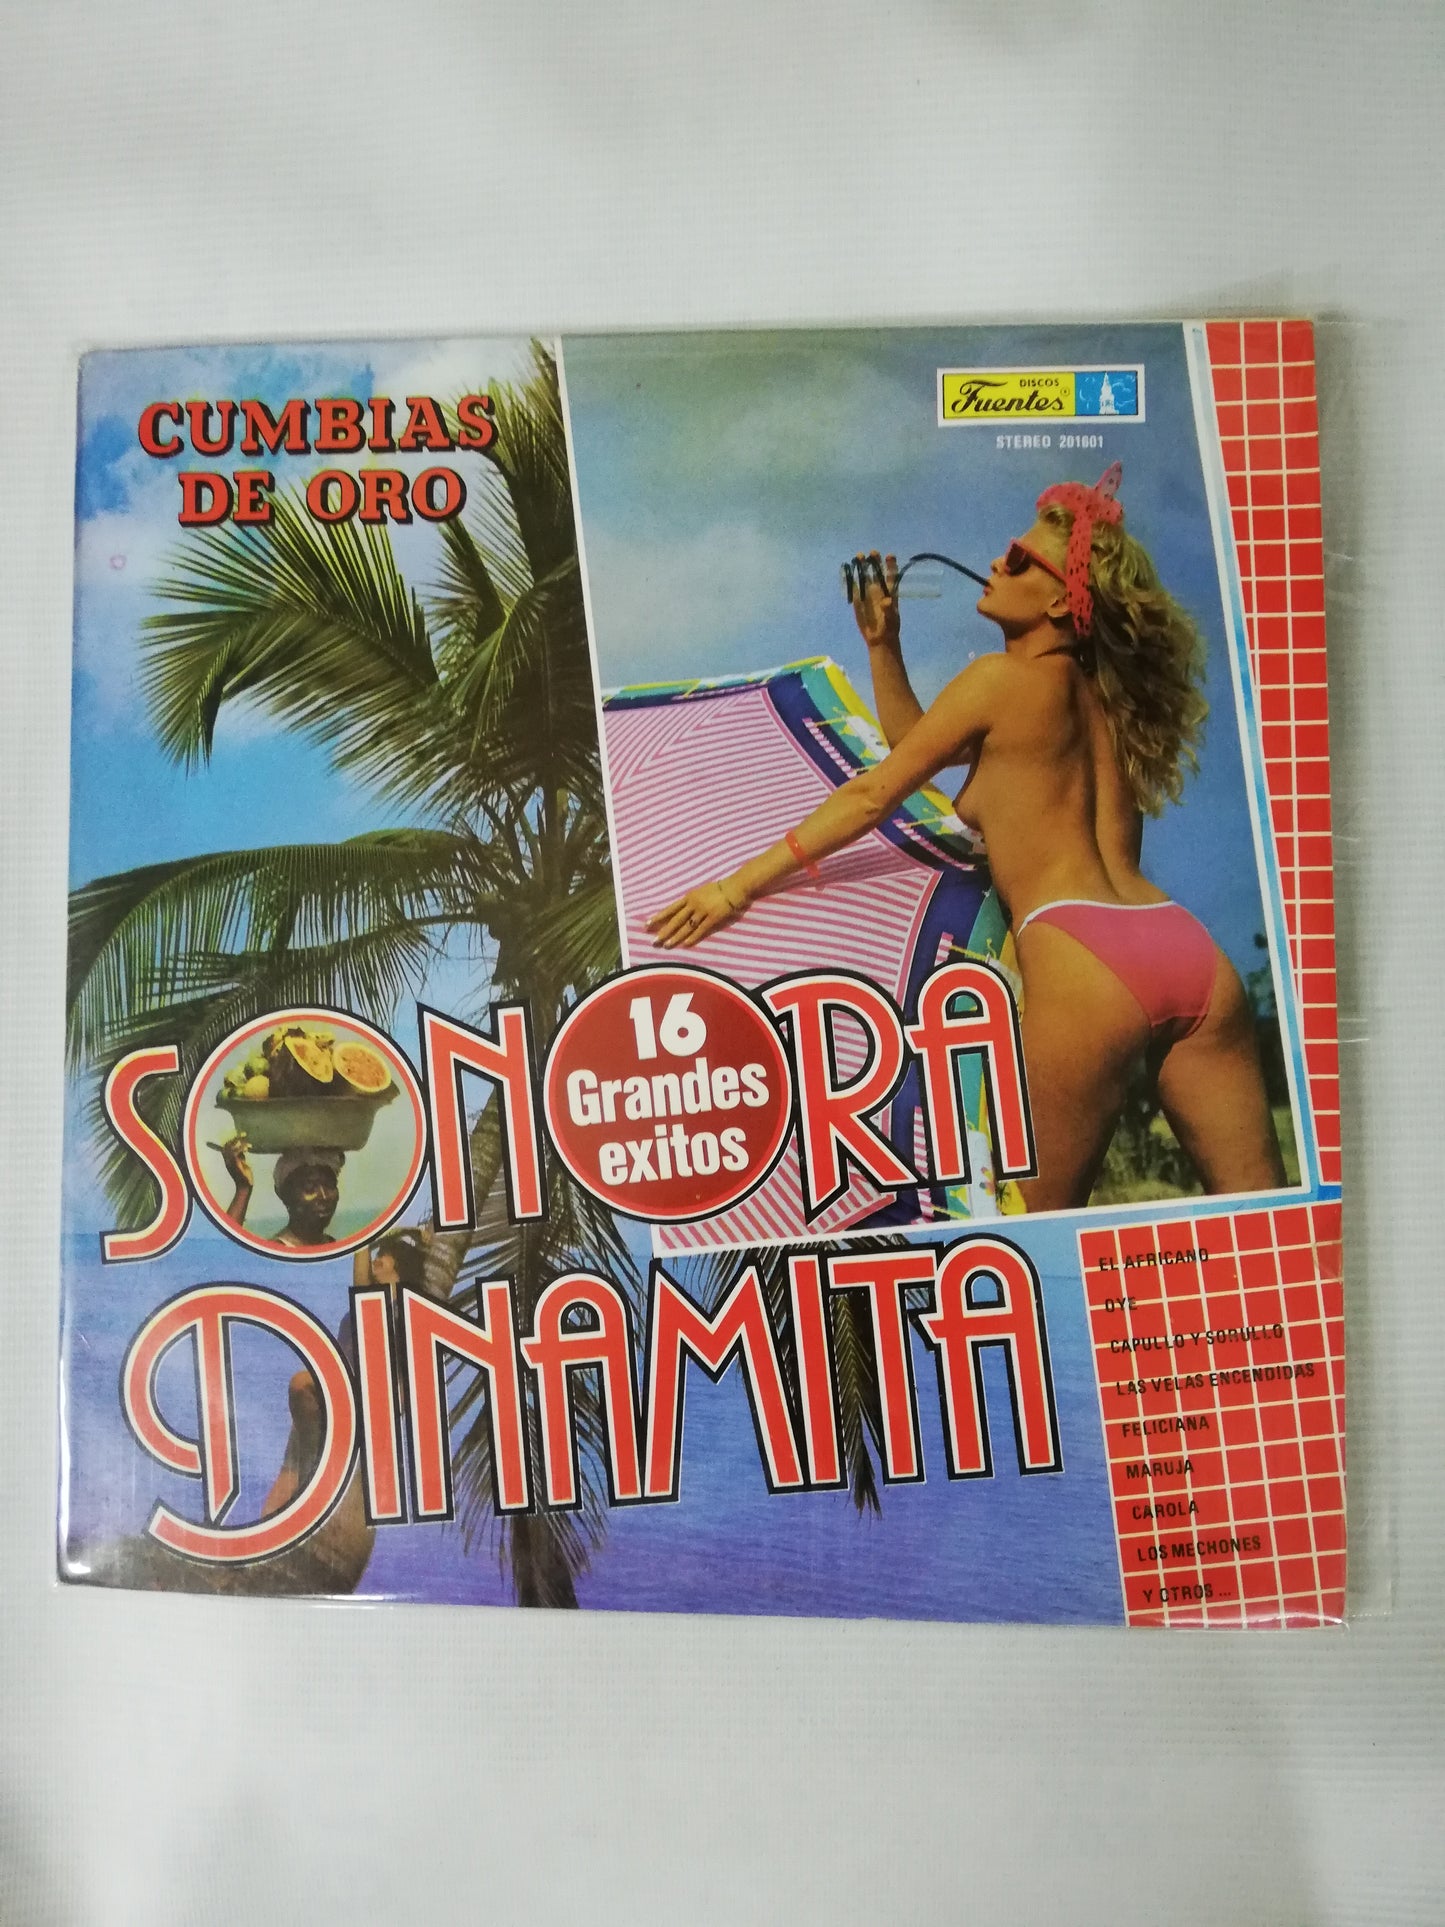 CUMBIAS
DE ORO
DISCOS
Fuentes®
STEREO 201601
SONORA
16
Grandes
exitos
DINAMITA
EL AFRICANO
OYE
CAPULLO Y SORULLO
LAS VELAS ENCENDIDAS
FELICIANA
MARUJA
CAROLA
LOS MECHONES
Y OTROS ...